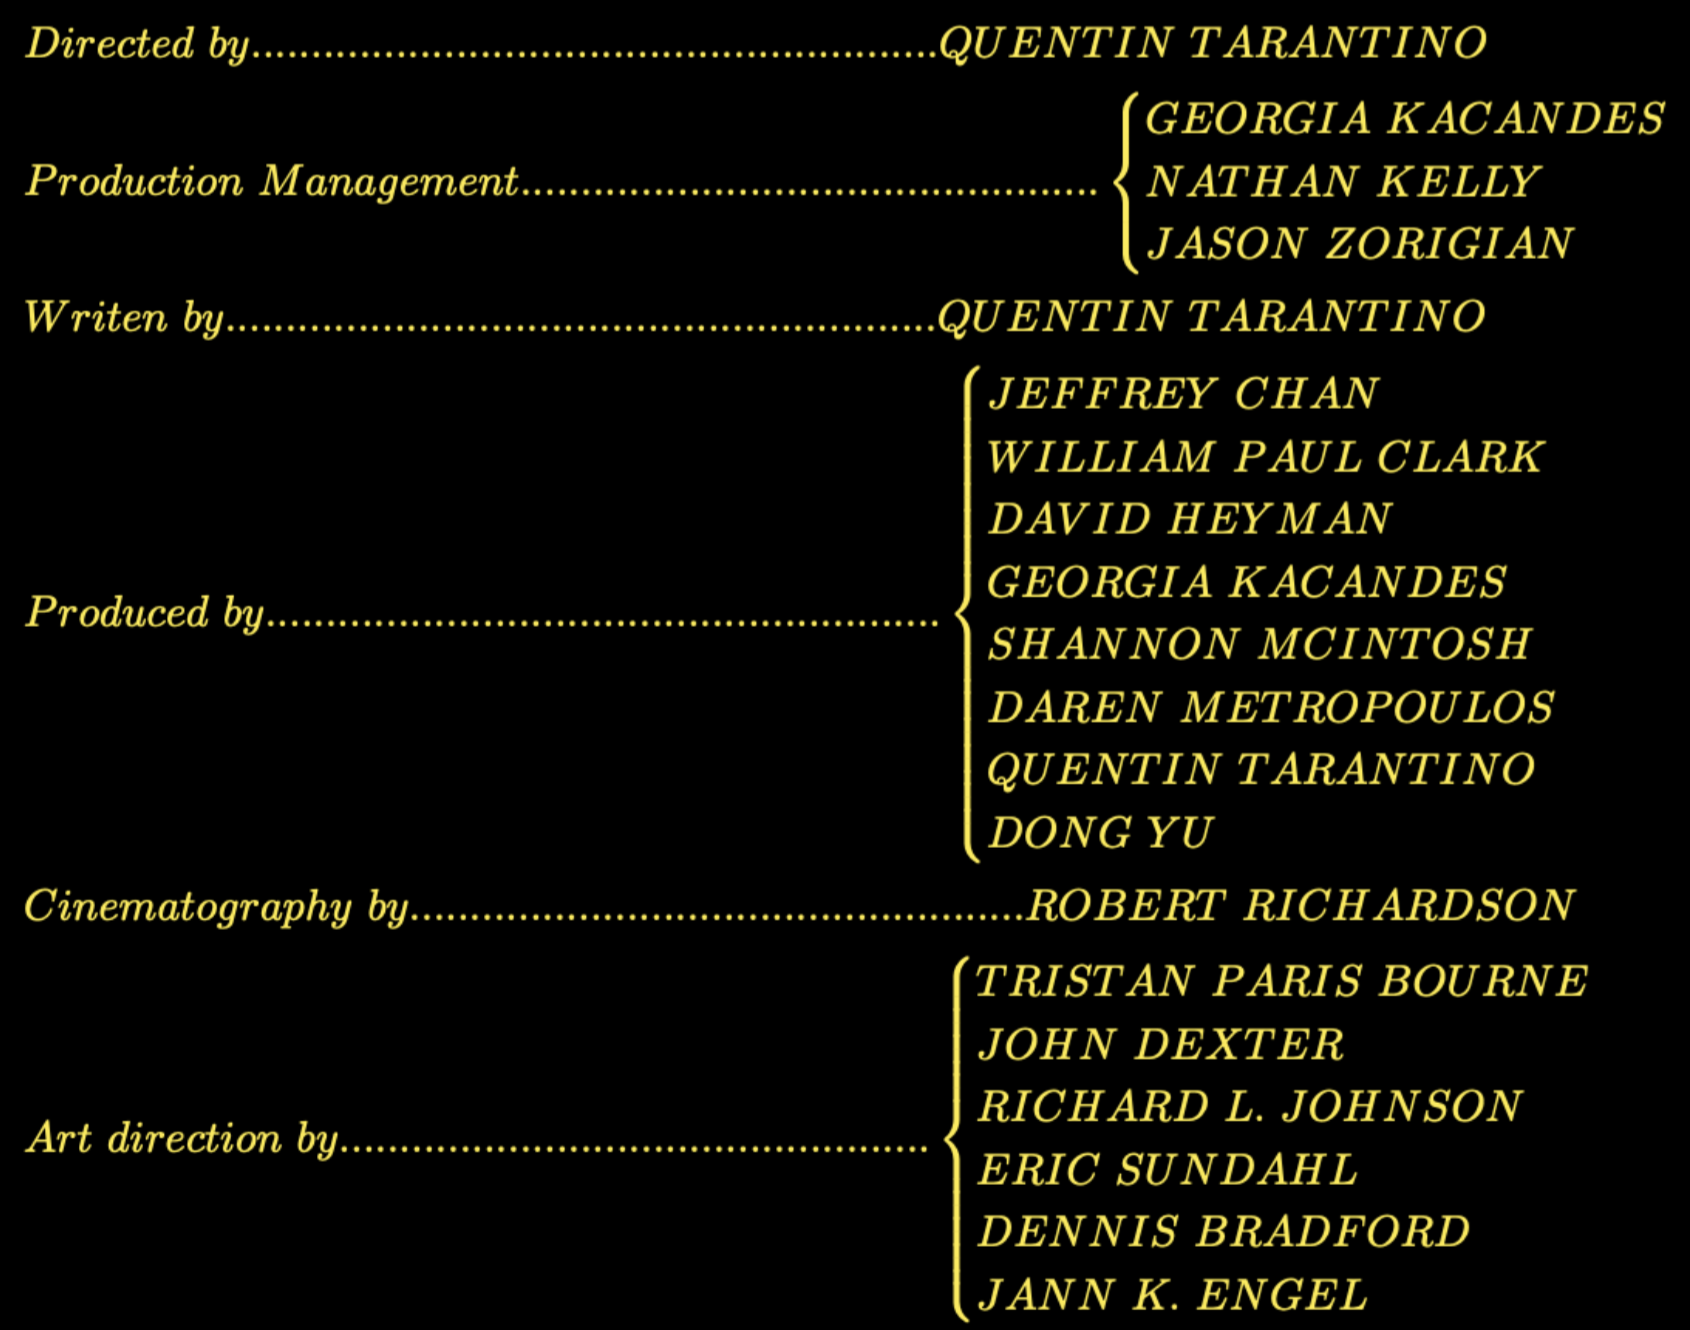 Directed by.........................................................QUENTIN TARANTINO
GEORGIA KACANDES
Production Management................................................ NATHAN KELLY
JASON ZORIGIAN
Writen by...........................................................QUENTIN TARANTINO
JEFFREY CHAN
WILLIAM PAUL CLARK
DAVID HEYMAN
GEORGIA KACANDES
Produced by........................................................
SHANNON MCINTOSH
DAREN METROPOULOS
QUENTIN TARANTINO
DONG YU
Cinematography by...................................................ROBERT RICHARDSON
TRISTAN PARIS BOURNE
JOHN DEXTER
RICHARD L. JOHNSON
Art direction by.................................................
ERIC SUNDAHL
DENNIS BRADFORD
JANN K. ENGEL